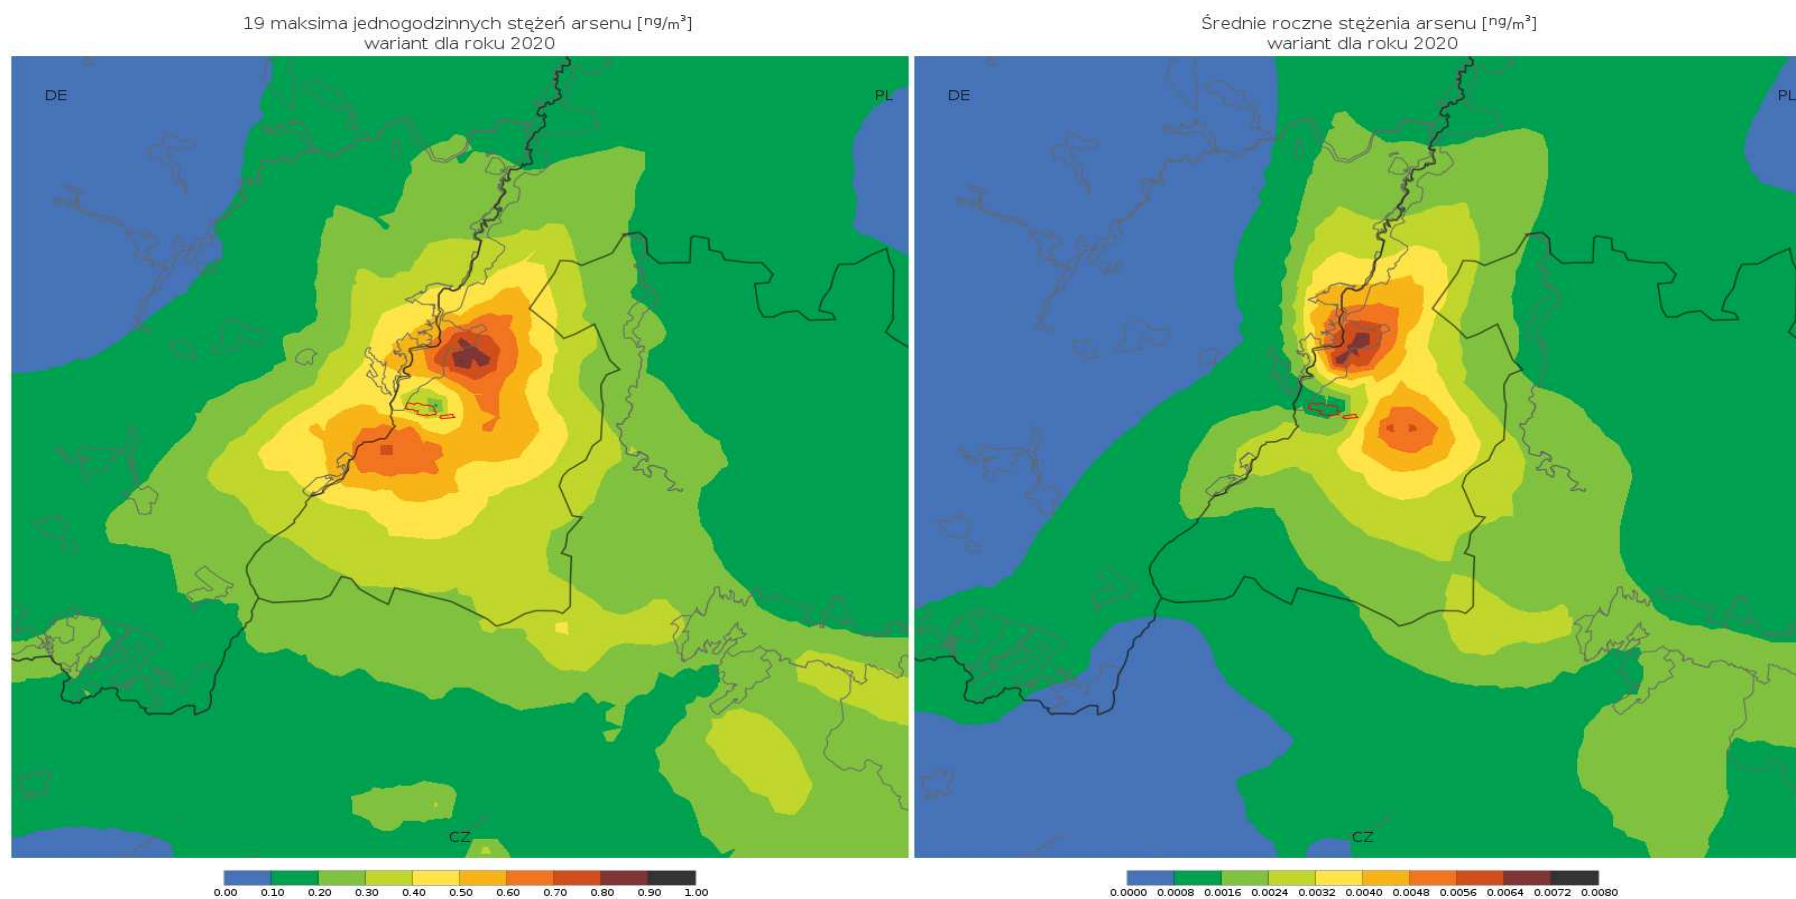 19 maksima jednogodzinnych stężeń arsenu [ng/m³]
wariant dla roku 2020
DE
PL
CZ
0.00 0.10 0.20 0.30 0.40 0.50 0.60 0.70 0.80 0.90 1.00
Średnie roczne stężenia arsenu [ng/m³]
wariant dla roku 2020
DE
PL
CZ
0.0000 0.0008 0.0016 0.0024 0.0032 0.0040 0.0048 0.0056 0.0064 0.0072 0.0080